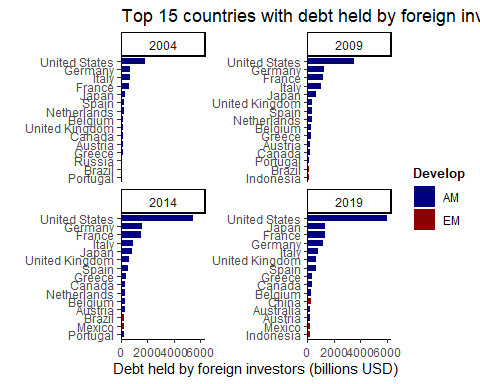 Top 15 countries with debt held by foreign inv
2004
United States
Germany
Italy
France
Japan
Spain
Netherlands
Belgium
United Kingdom
Canada
Austria
Greece
Russia
Brazil
Portugal
2009
United States
Germany
France
Italy
Japan
United Kingdom
Spain
Netherlands
Belgium
Greece
Austria
Canada
Portugal
Brazil
Indonesia
2014
United States
Germany
France
Italy
Japan
United Kingdom
Spain
Greece
Canada
Netherlands
Belgium
Austria
Brazil
Mexico
Portugal
0 2000 4000 6000
2019
United States
Japan
France
Germany
Italy
United Kingdom
Spain
Greece
Canada
Belgium
China
Australia
Austria
Mexico
Indonesia
0 2000 4000 6000
Debt held by foreign investors (billions USD)
Develop
AM
EM